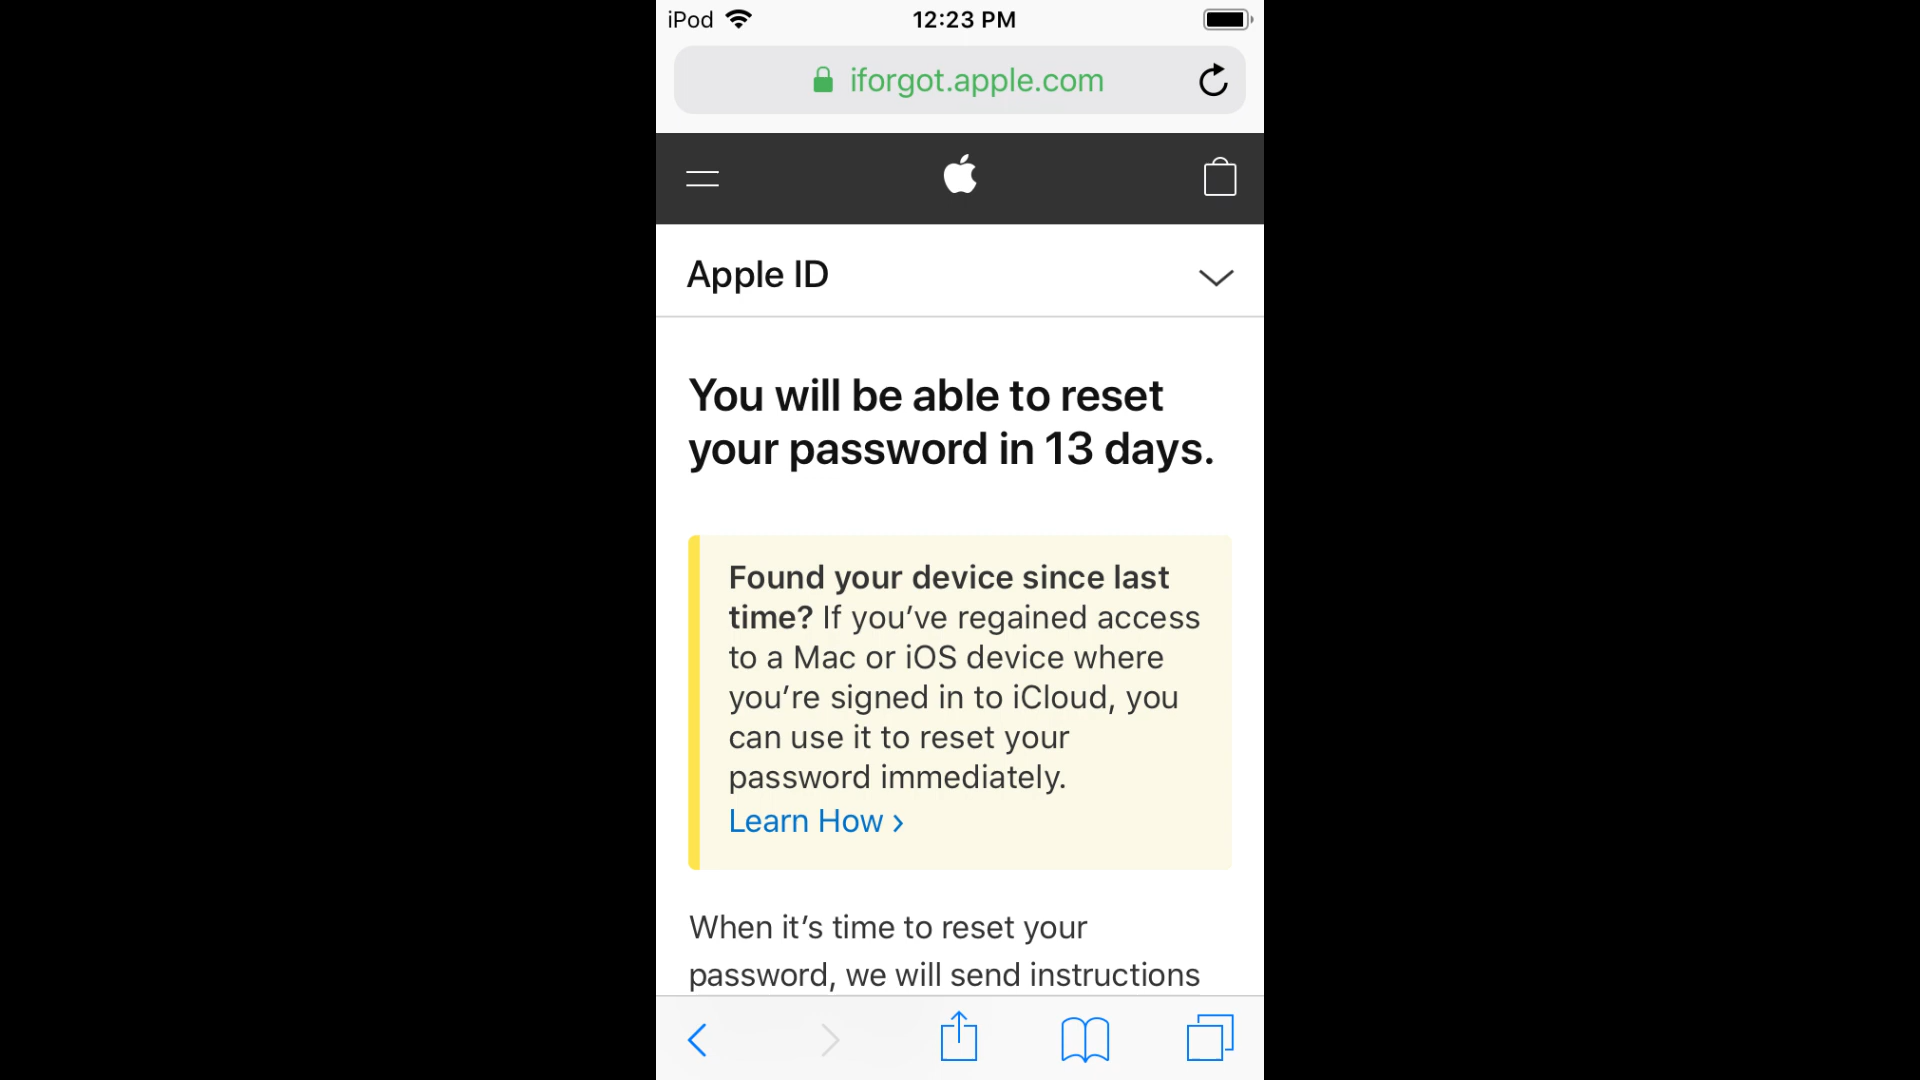 iPod 12:23 PM
iforgot.apple.com
Apple ID
You will be able to reset
your password in 13 days.
Found your device since last
time? If you’ve regained access
to a Mac or iOS device where
you’re signed in to iCloud, you
can use it to reset your
password immediately.
Learn How ›
When it’s time to reset your
password, we will send instructions